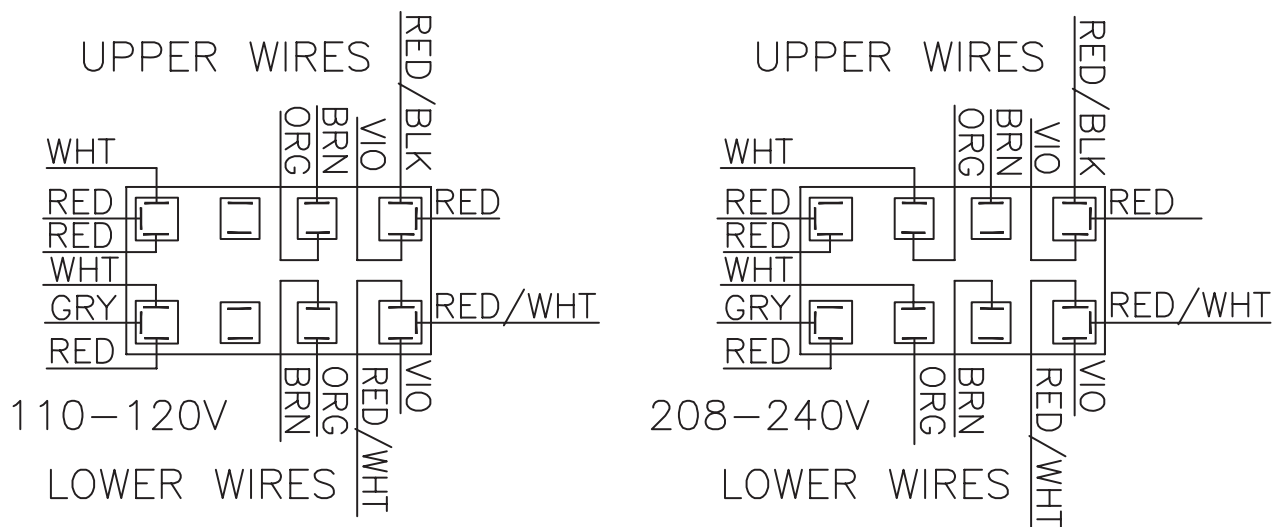 UPPER WIRES
RED/BLK
ORG
BRN
VIO
WHT
RED
RED
RED
WHT
GRY
RED/WHT
RED
BRN
ORG
RED/WHT
VIO
110-120V
LOWER WIRES
UPPER WIRES
RED/BLK
ORG
BRN
VIO
WHT
RED
RED
RED
WHT
GRY
RED/WHT
RED
ORG
BRN
RED/WHT
VIO
208-240V
LOWER WIRES